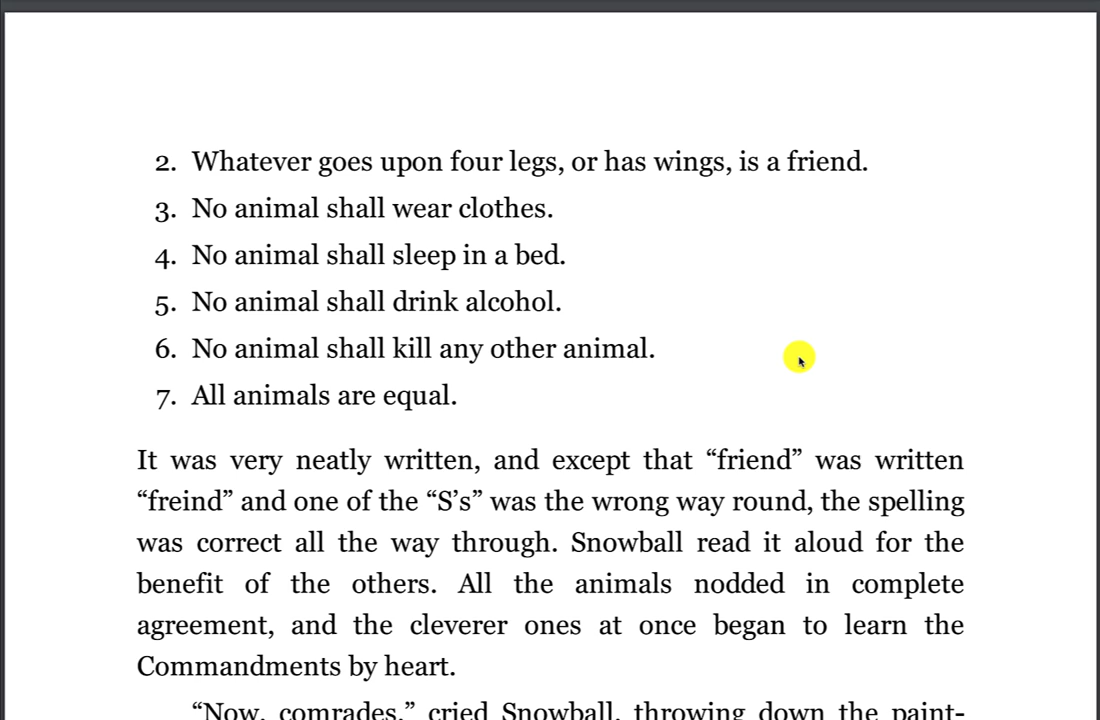 2. Whatever goes upon four legs, or has wings, is a friend.
3. No animal shall wear clothes.
4. No animal shall sleep in a bed.
5. No animal shall drink alcohol.
6. No animal shall kill any other animal.
7. All animals are equal.
It was very neatly written, and except that “friend” was written
“freind” and one of the “S’s” was the wrong way round, the spelling
was correct all the way through. Snowball read it aloud for the
benefit of the others. All the animals nodded in complete
agreement, and the cleverer ones at once began to learn the
Commandments by heart.
“Now, comrades,” cried Snowball, throwing down the paint-